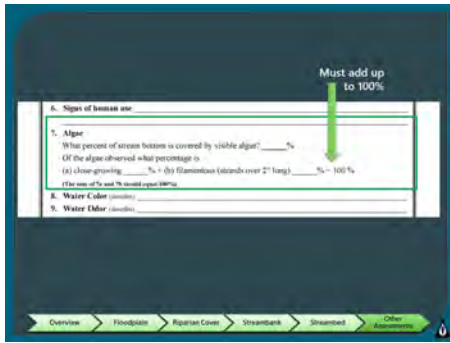 Must add up
to 100%
6. Signs of human use
7. Algae
What percent of stream bottom is covered by visible algae? _____%
Of the algae observed what percentage is
(a) close-growing _____% + (b) filamentous (strands over 2" long) _____% = 100 %
(The sum of 7a and 7b should equal 100%)
8. Water Color (describe)
9. Water Odor (describe)
Overview
Floodplain
Riparian Cover
Streambank
Streambed
Other
Assessments